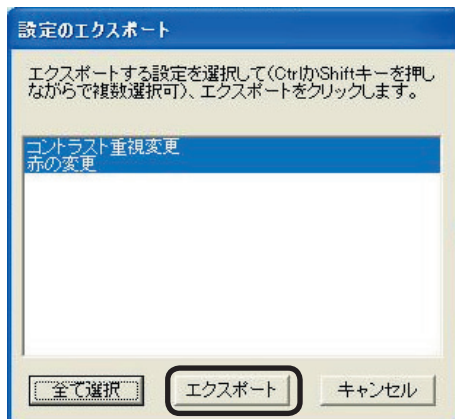 設定のエクスポート
エクスポートする設定を選択して(CtrlかShiftキーを押し
ながらで複数選択可)、エクスポートをクリックします。
コントラスト重視変更
赤の変更
全て選択 エクスポート キャンセル